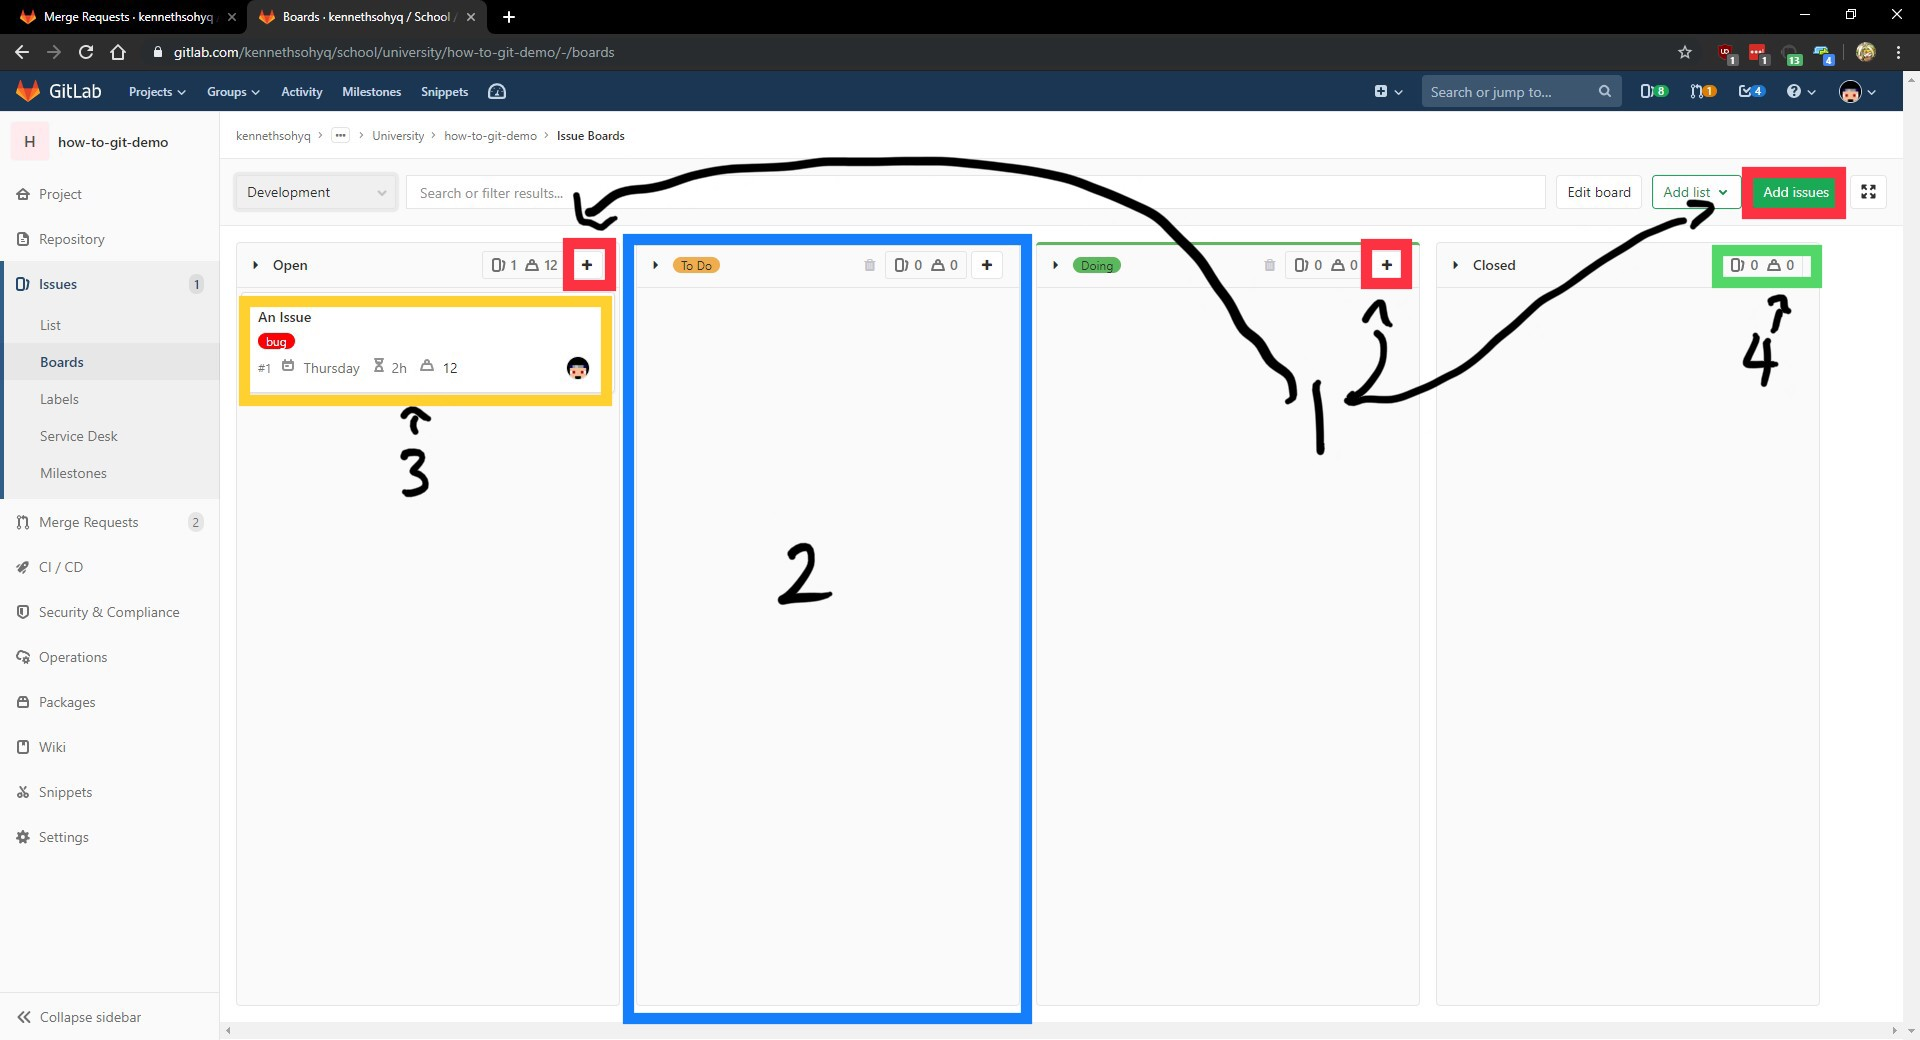 Merge Requests · kennethsohyq
Boards · kennethsohyq / School /
gitlab.com/kennethsohyq/school/university/how-to-git-demo/-/boards
1
1
13
4
GitLab
Projects
Groups
Activity
Milestones
Snippets
Search or jump to...
8
1
4
H
how-to-git-demo
kennethsohyq
University
how-to-git-demo
Issue Boards
Project
Repository
Issues
1
List
Boards
Labels
Service Desk
Milestones
Merge Requests
2
CI / CD
Security & Compliance
Operations
Packages
Wiki
Snippets
Settings
Collapse sidebar
Development
Search or filter results...
Edit board
Add list
Add issues
Open
1 12
To Do
0 0
Doing
0 0
Closed
0 0
An Issue
bug
#1 Thursday 2h 12
3
2
1
4